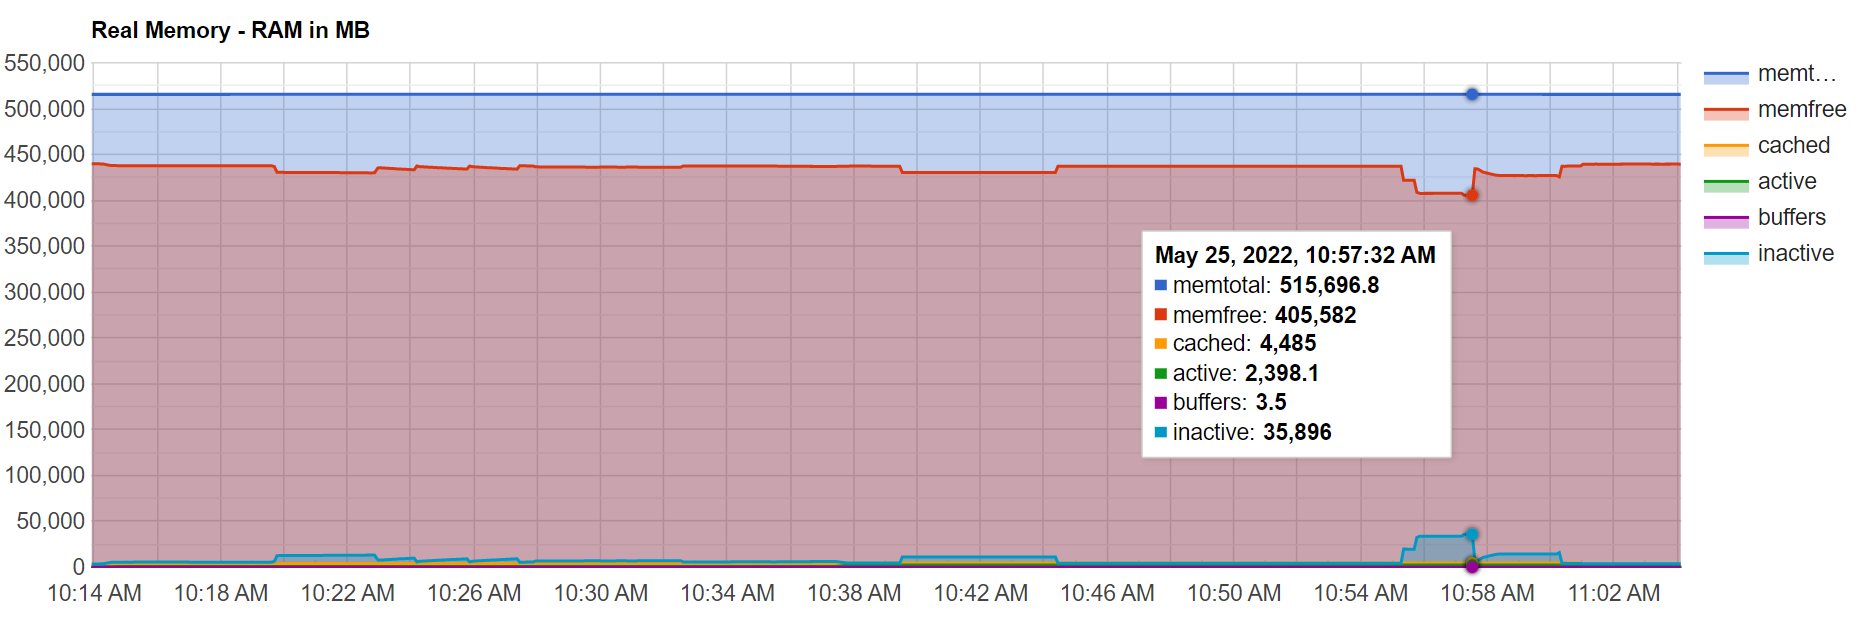 Real Memory - RAM in MB
550,000
500,000
450,000
400,000
350,000
300,000
250,000
200,000
150,000
100,000
50,000
0
10:14 AM 10:18 AM 10:22 AM 10:26 AM 10:30 AM 10:34 AM 10:38 AM 10:42 AM 10:46 AM 10:50 AM 10:54 AM 10:58 AM 11:02 AM
May 25, 2022, 10:57:32 AM
memtotal: 515,696.8
memfree: 405,582
cached: 4,485
active: 2,398.1
buffers: 3.5
inactive: 35,896
memt...
memfree
cached
active
buffers
inactive